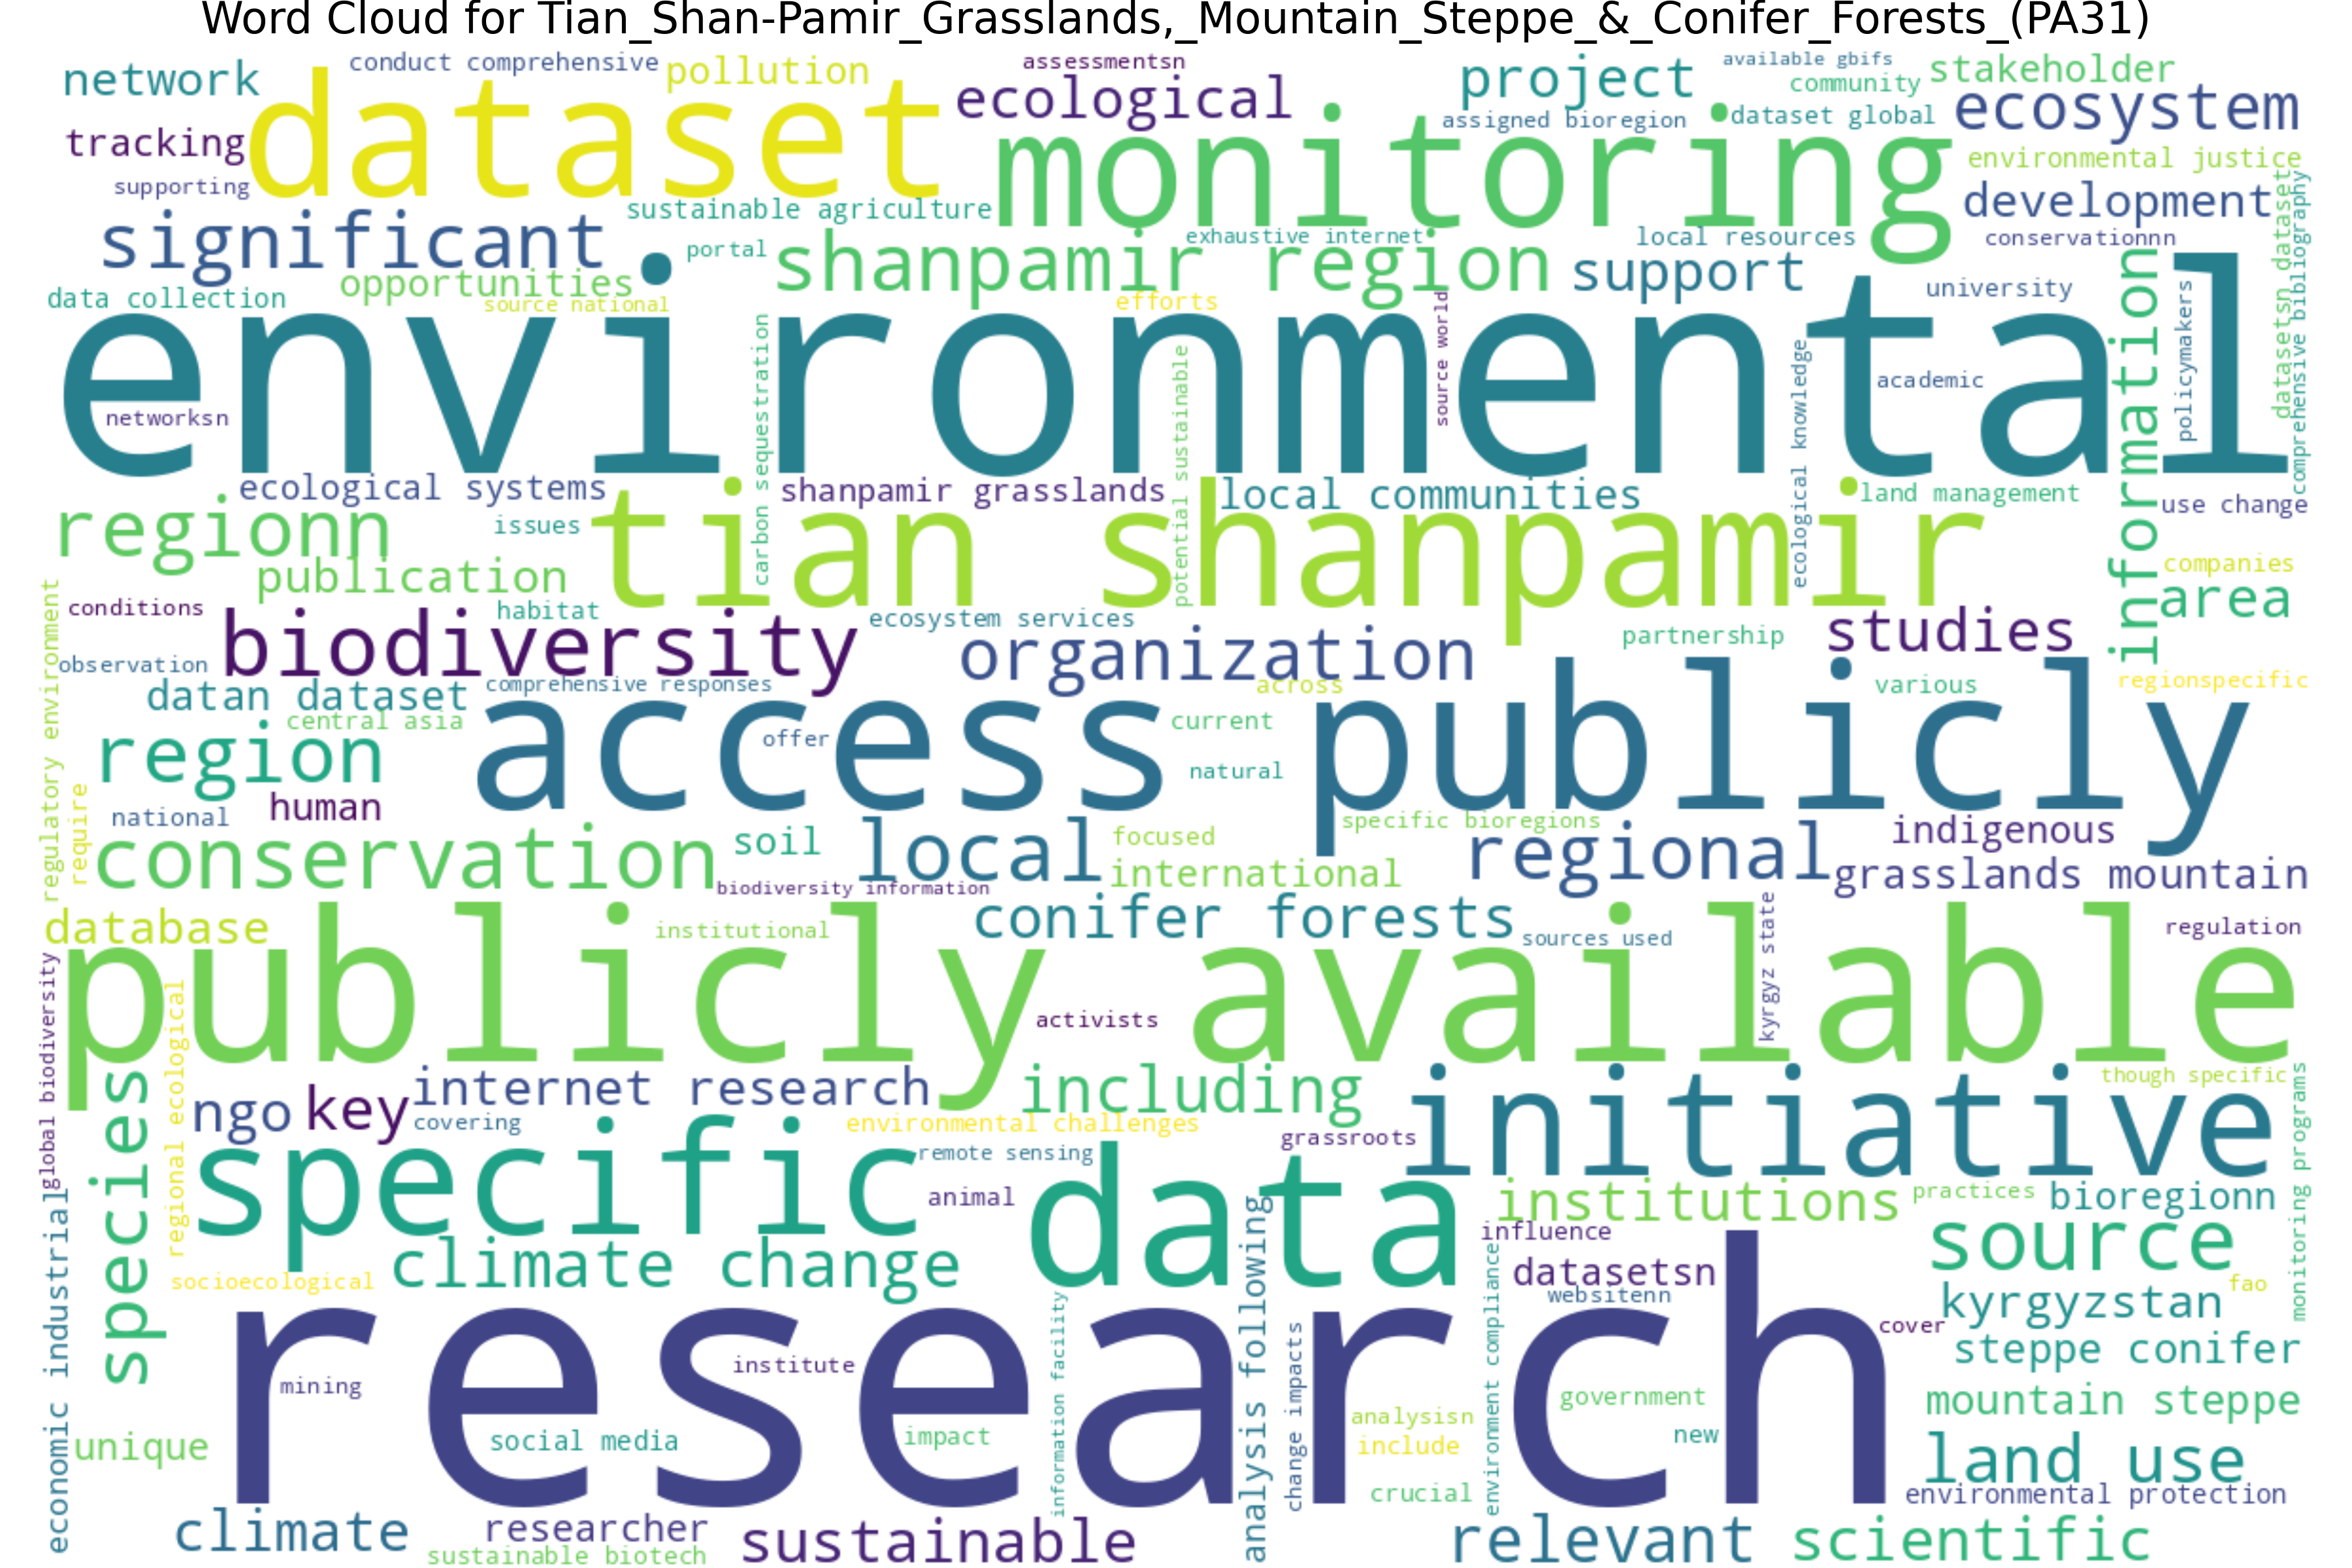 Word Cloud for Tian_Shan-Pamir_Grasslands,_Mountain_Steppe_&_Conifer_Forests_(PA31)
network
conduct comprehensive
pollution
assessmentsn
project
available gbifs
community
stakeholder
dataset
ecological
ecosystem
tracking
monitoring
assigned bioregion
dataset global
environmental justice
supporting
significant
sustainable agriculture
development
portal
shanpamir region
exhaustive internet
local resources
conservationnn
opportunities
support
data collection
source national
efforts
university
environmental
information
policymakers
datasetsn dataset
comprehensive bibliography
carbon sequestration
potential sustainable
source world
ecological knowledge
academic
networksn
ecological systems
shanpamir grasslands
local communities
land management
use change
regionn
issues
tian shanpamir
publication
companies
area
conditions
habitat
biodiversity
ecosystem services
organization
partnership
studies
observation
regulatory environment
datan dataset
comprehensive responses
across
various
regionspecific
central asia
access publicly
current
region
offer
natural
require
national
human
conservation
soil
local
focused
international
specific bioregions
regional
indigenous
grasslands mountain
biodiversity information
database
conifer forests
institutional
sources used
kyrgyz state
regulation
publicly available
activists
global biodiversity
regional ecological
species
ngo
key
internet research
including
covering
environmental challenges
grassroots
initiative
though specific
monitoring programs
specific
remote sensing
animal
data
institutions
practices
bioregionn
influence
source
climate change
economic industrial
socioecological
datasetsn
websitenn
fao
kyrgyzstan
research
analysis following
information facility
change impacts
environment compliance
cover
steppe conifer
institute
mining
government
mountain steppe
analysisn
include
social media
impact
new
unique
land use
crucial
environmental protection
climate
researcher
sustainable
sustainable biotech
relevant
scientific